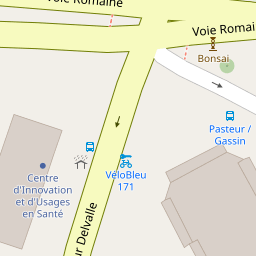 Voie Romaine
Voie Romai
Bonsai
Pasteur /
Gassin
Centre
d'Innovation
et d'Usages
en Santé
VéloBleu
171
ur Delvalle